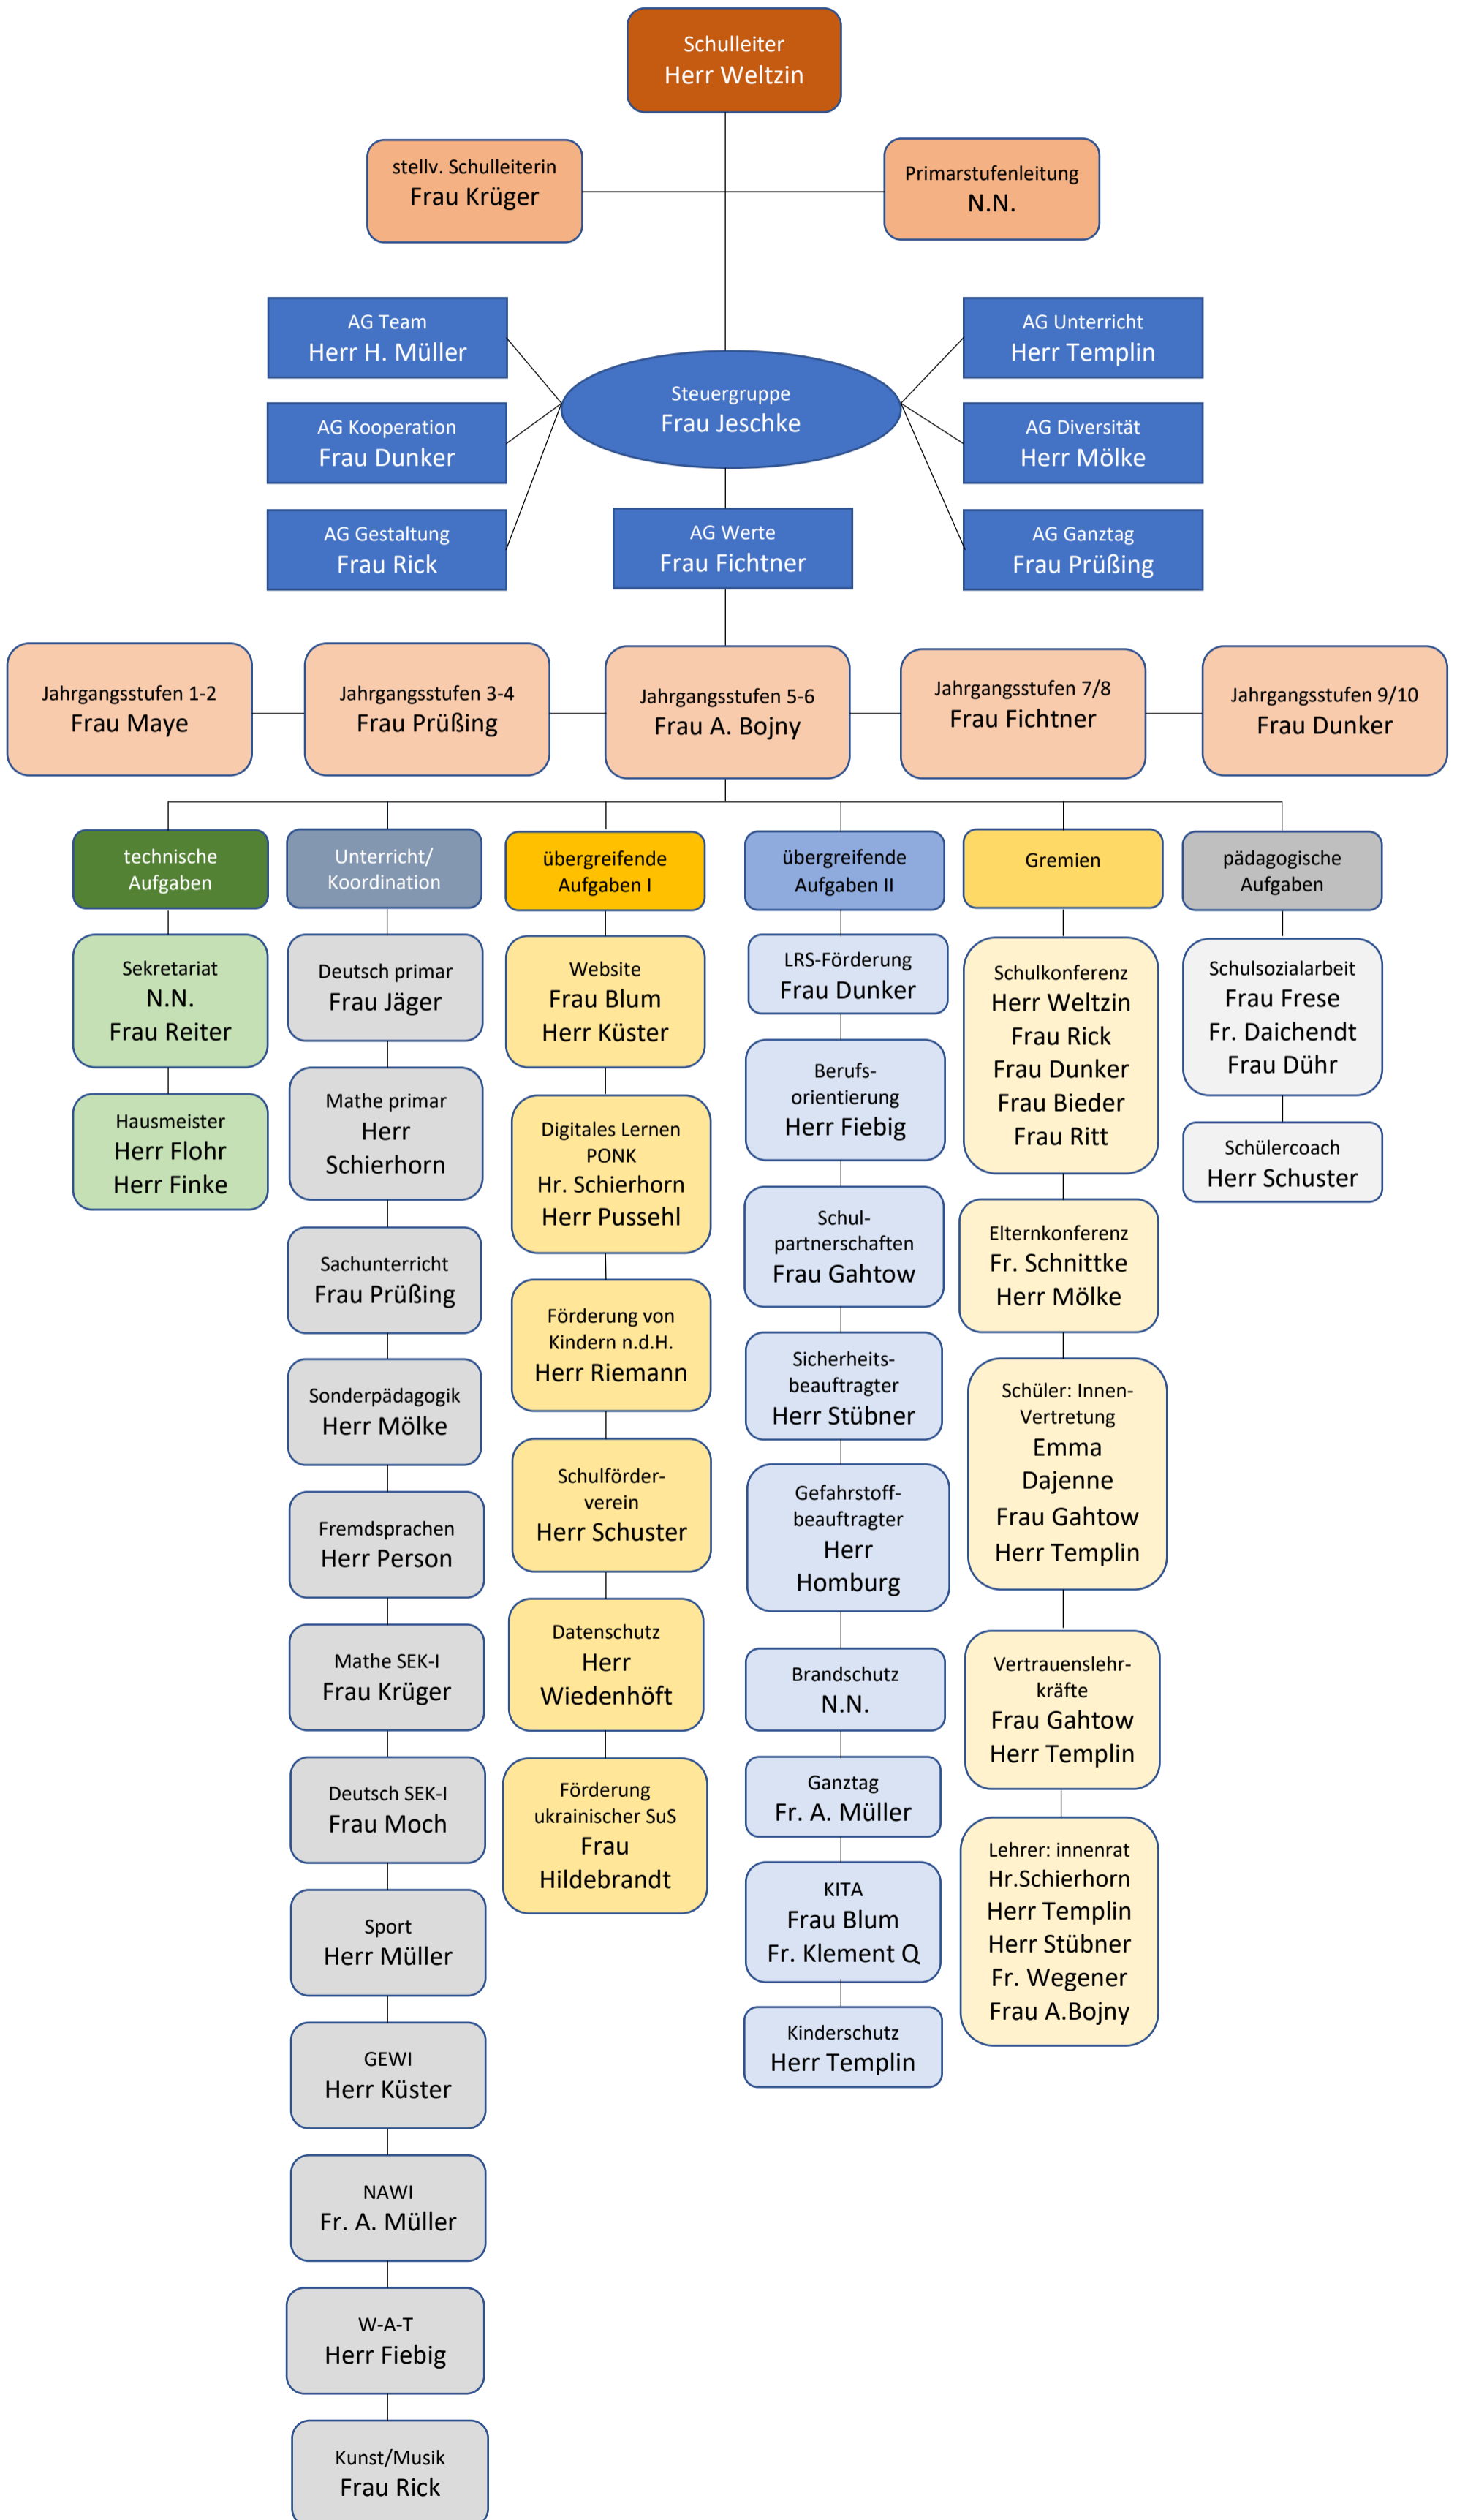 Schulleiter
Herr Weltzin
stellv. Schulleiterin
Frau Krüger
Primarstufenleitung
N.N.
AG Team
Herr H. Müller
AG Unterricht
Herr Templin
Steuergruppe
Frau Jeschke
AG Kooperation
Frau Dunker
AG Diversität
Herr Mölke
AG Gestaltung
Frau Rick
AG Werte
Frau Fichtner
AG Ganztag
Frau Prüßing
Jahrgangsstufen 1-2
Frau Maye
Jahrgangsstufen 3-4
Frau Prüßing
Jahrgangsstufen 5-6
Frau A. Bojny
Jahrgangsstufen 7/8
Frau Fichtner
Jahrgangsstufen 9/10
Frau Dunker
technische
Aufgaben
Sekretariat
N.N.
Frau Reiter
Hausmeister
Herr Flohr
Herr Finke
Unterricht/
Koordination
Deutsch primar
Frau Jäger
Mathe primar
Herr
Schierhorn
Sachunterricht
Frau Prüßing
Sonderpädagogik
Herr Mölke
Fremdsprachen
Herr Person
Mathe SEK-I
Frau Krüger
Deutsch SEK-I
Frau Moch
Sport
Herr Müller
GEWI
Herr Küster
NAWI
Fr. A. Müller
W-A-T
Herr Fiebig
Kunst/Musik
Frau Rick
übergreifende
Aufgaben I
Website
Frau Blum
Herr Küster
Digitales Lernen
PONK
Hr. Schierhorn
Herr Pussehl
Förderung von
Kindern n.d.H.
Herr Riemann
Schulförder-
verein
Herr Schuster
Datenschutz
Herr
Wiedenhöft
Förderung
ukrainischer SuS
Frau
Hildebrandt
übergreifende
Aufgaben II
LRS-Förderung
Frau Dunker
Berufs-
orientierung
Herr Fiebig
Schul-
partnerschaften
Frau Gahtow
Sicherheits-
beauftragter
Herr Stübner
Gefahrstoff-
beauftragter
Herr
Homburg
Brandschutz
N.N.
Ganztag
Fr. A. Müller
KITA
Frau Blum
Fr. Klement Q
Kinderschutz
Herr Templin
Gremien
Schulkonferenz
Herr Weltzin
Frau Rick
Frau Dunker
Frau Bieder
Frau Ritt
Elternkonferenz
Fr. Schnittke
Herr Mölke
Schüler: Innen-
Vertretung
Emma
Dajenne
Frau Gahtow
Herr Templin
Vertrauenslehr-
kräfte
Frau Gahtow
Herr Templin
Lehrer: innenrat
Hr.Schierhorn
Herr Templin
Herr Stübner
Fr. Wegener
Frau A.Bojny
pädagogische
Aufgaben
Schulsozialarbeit
Frau Frese
Fr. Daichendt
Frau Dühr
Schülercoach
Herr Schuster